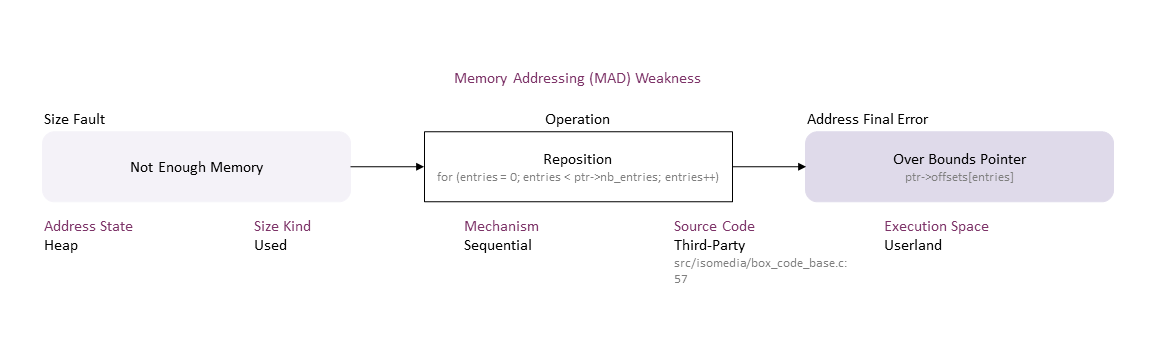 Memory Addressing (MAD) Weakness
Size Fault
Operation
Address Final Error
Not Enough Memory
Reposition
for (entries = 0; entries < ptr->nb_entries; entries++)
Over Bounds Pointer
ptr->offsets[entries]
Address State
Heap
Size Kind
Used
Mechanism
Sequential
Source Code
Third-Party
src/isomedia/box_code_base.c:
57
Execution Space
Userland